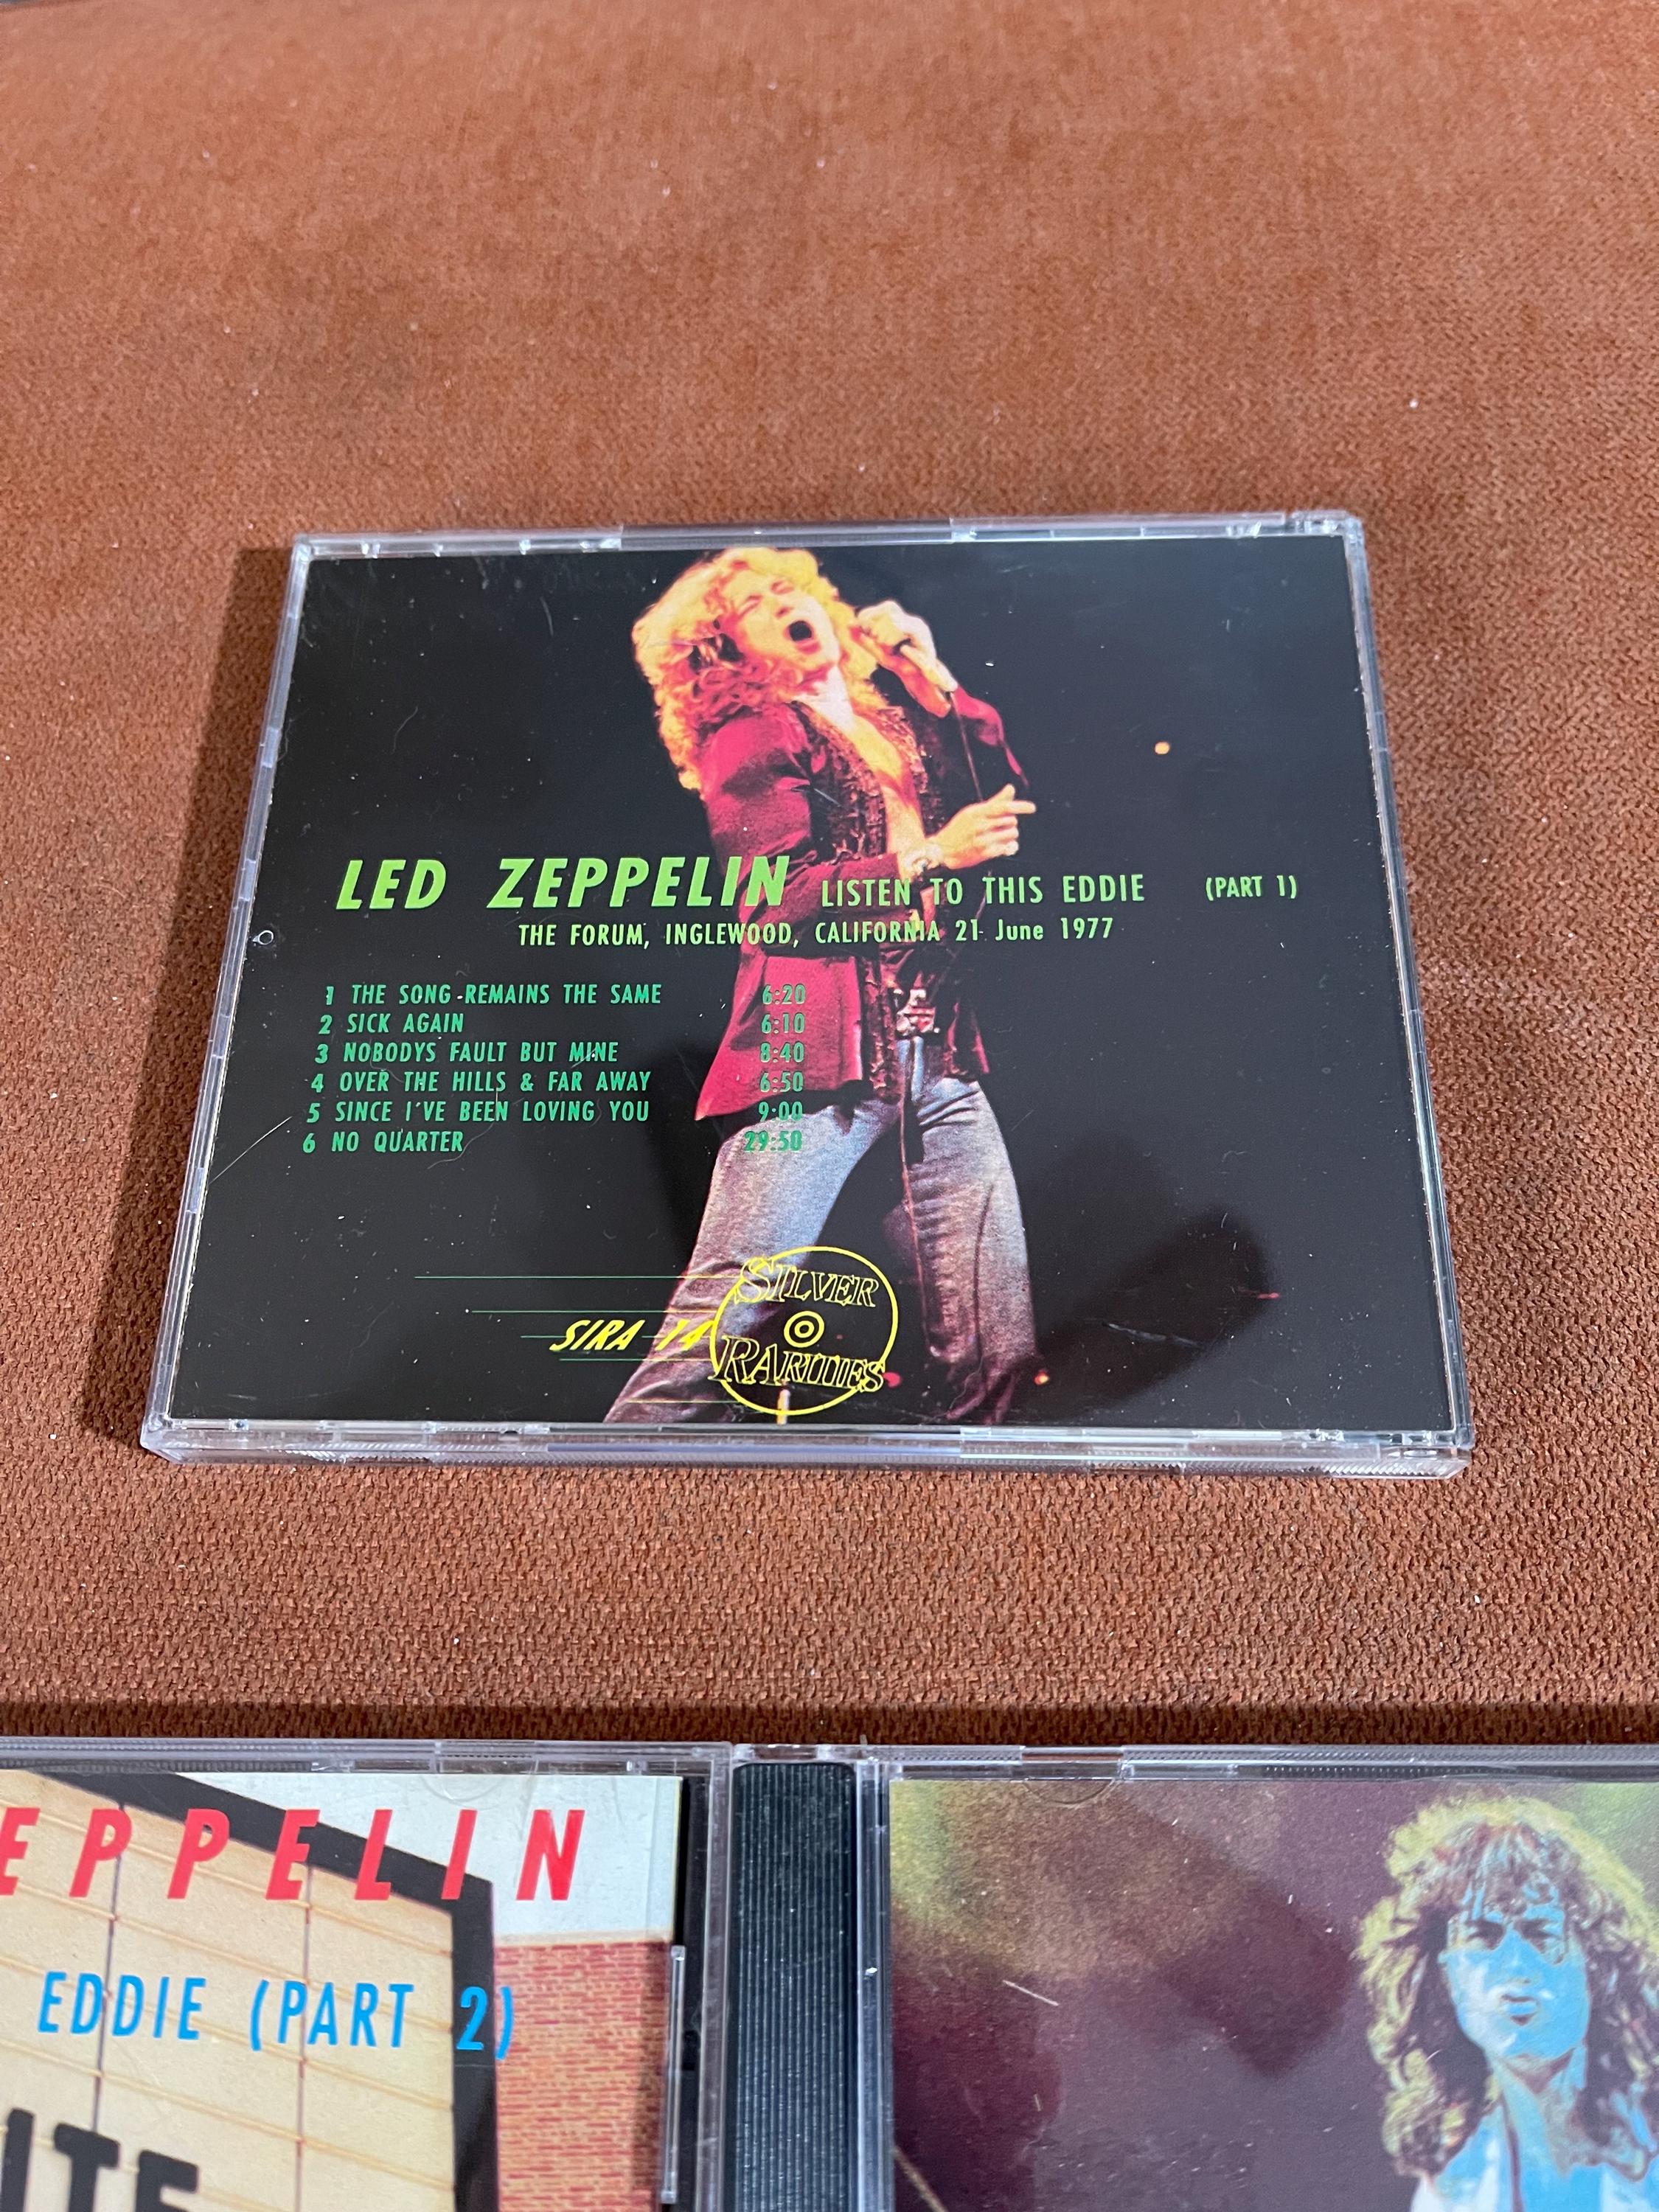 LED ZEPPELIN LISTEN TO THIS EDDIE (PART 1)
THE FORUM, INGLEWOOD, CALIFORNIA 21 June 1977
1 THE SONG REMAINS THE SAME 6:20
2 SICK AGAIN 6:10
3 NOBODYS FAULT BUT MINE 8:40
4 OVER THE HILLS & FAR AWAY 6:50
5 SINCE I'VE BEEN LOVING YOU 9:00
6 NO QUARTER 29:50
SILVER
SIRA 14
RARITIES
EPPELIN
EDDIE (PART 2)
ITE